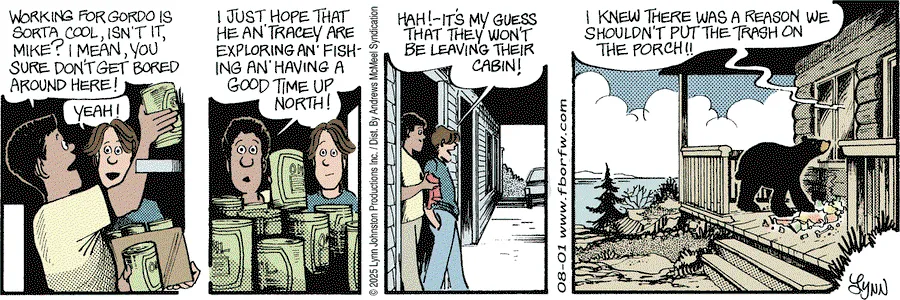 WORKING FOR GORDO IS
SORTA COOL, ISN'T IT,
MIKE? I MEAN, YOU
SURE DON'T GET BORED
AROUND HERE!
YEAH!
I JUST HOPE THAT
HE AN' TRACEY ARE
EXPLORING AN' FISH-
ING AN' HAVING A
GOOD TIME UP
NORTH!
© 2025 Lynn Johnston Productions Inc. / Dist. By Andrews McMeel Syndication
HAH!-IT'S MY GUESS
THAT THEY WON'T
BE LEAVING THEIR
CABIN!
08-01 www.fborfw.com
I KNEW THERE WAS A REASON WE
SHOULDN'T PUT THE TRASH ON
THE PORCH!!
LYNN